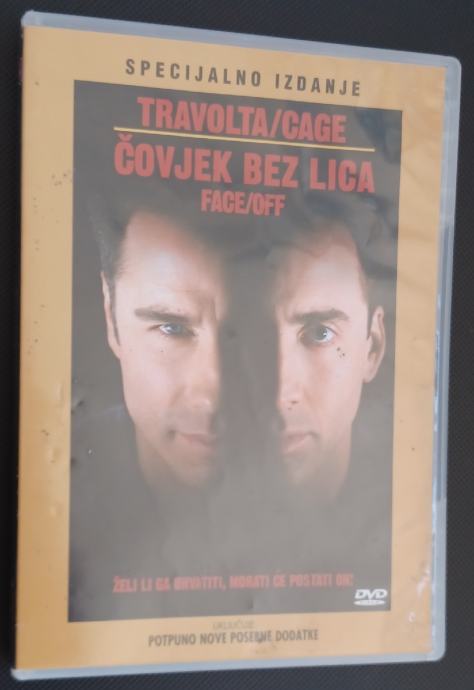 SPECIJALNO IZDANJE
TRAVOLTA/CAGE
ČOVJEK BEZ LICA
FACE/OFF
ŽELI LI GA UHVATITI, MORATI ĆE POSTATI ON!
DVD
VIDEO
UKLJUČUJE
POTPUNO NOVE POSEBNE DODATKE